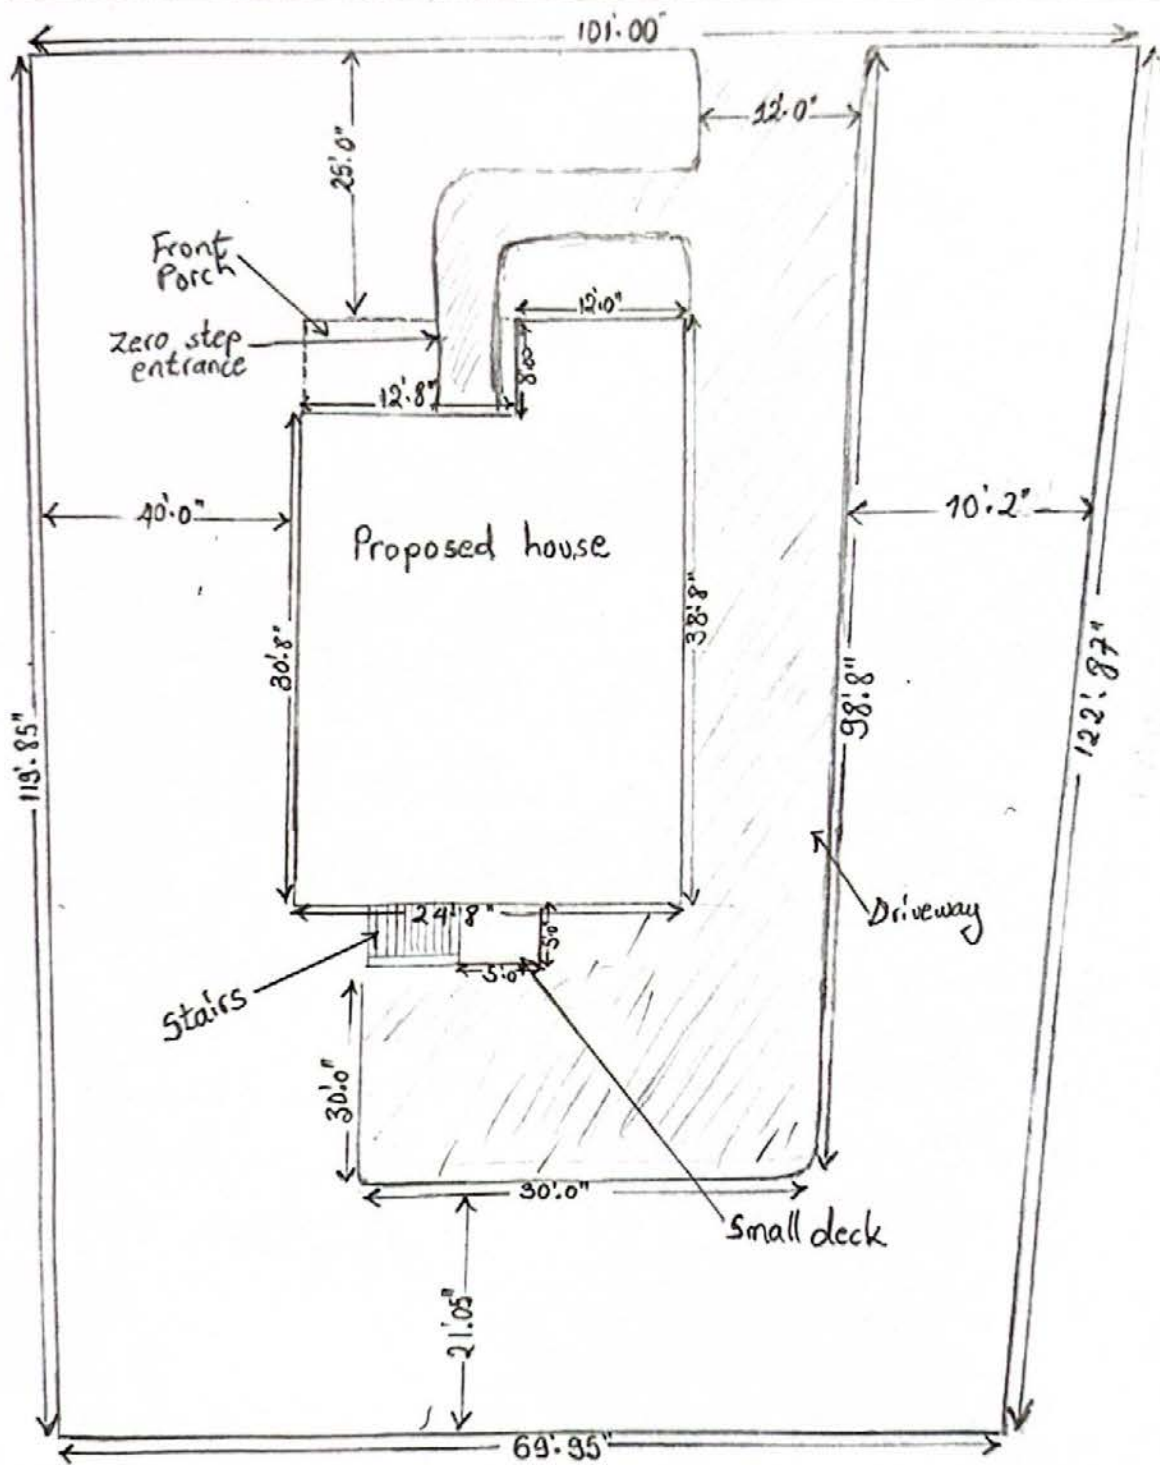 101'.00"
12'.0"
25'.0"
Front
Porch
12'.0"
Zero step
entrance
8.00
12'.8"
40'.0"
10'.2"
Proposed house
38'.8"
30'.8"
98'.8"
122'.87"
119'.85"
Driveway
24'.8"
5'.0"
5'.0"
Stairs
30'.0"
30'.0"
Small deck
21'.05"
69'.95"